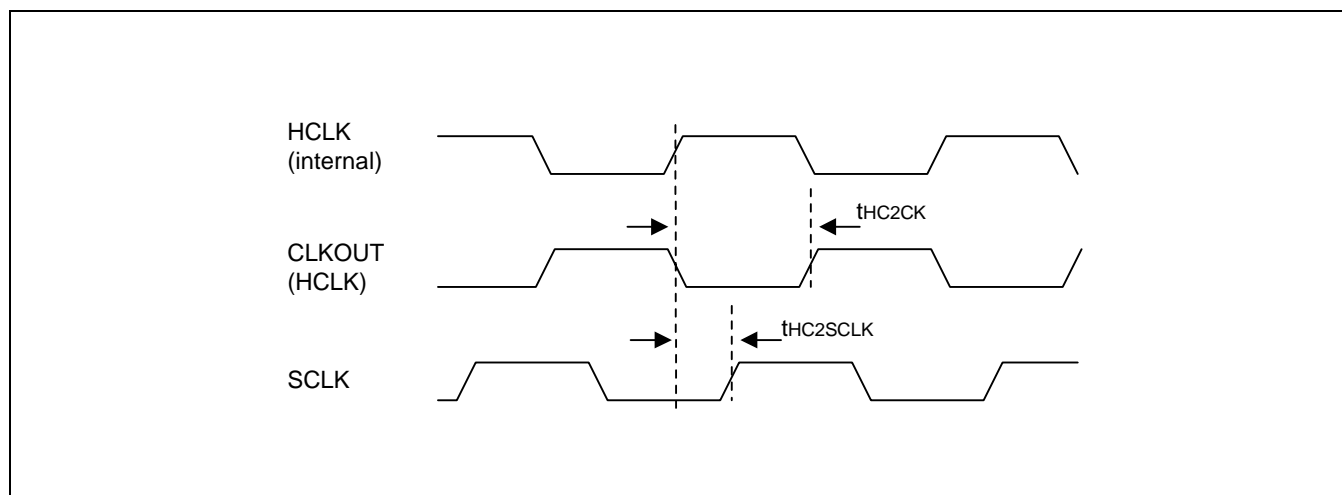 HCLK
(internal)
tHC2CK
CLKOUT
(HCLK)
tHC2SCLK
SCLK